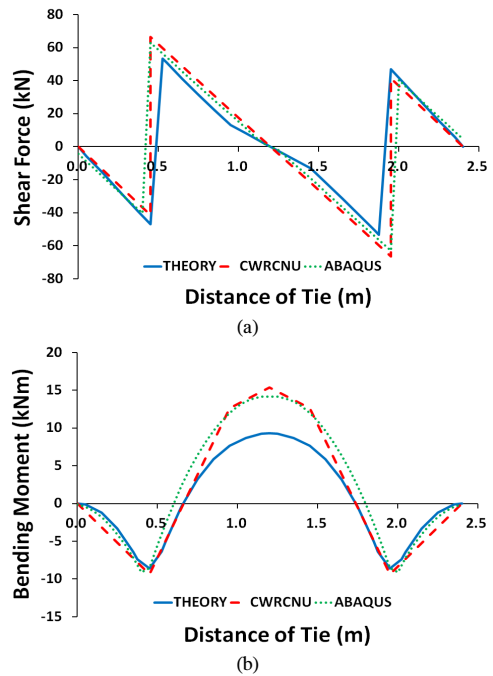 80
60
40
20
0
-20
-40
-60
-80
0.0 0.5 1.0 1.5 2.0 2.5
Shear Force (kN)
THEORY CWRCNU ABAQUS
Distance of Tie (m)
(a)
20
15
10
5
0
-5
-10
-15
0.0 0.5 1.0 1.5 2.0 2.5
Bending Moment (kNm)
THEORY CWRCNU ABAQUS
Distance of Tie (m)
(b)